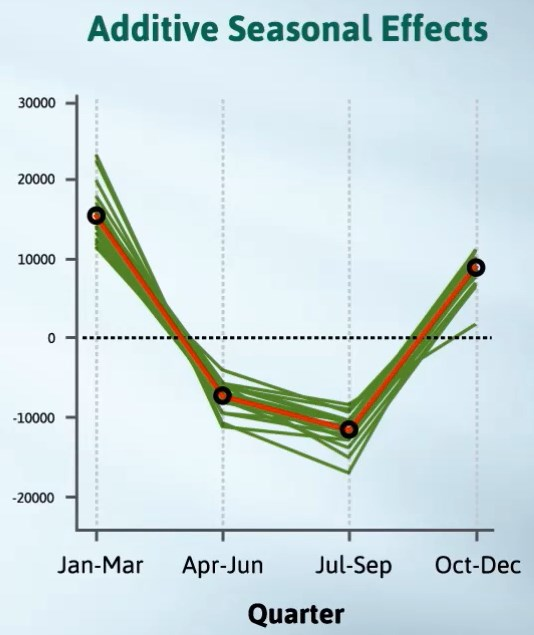 Additive Seasonal Effects
30000
20000
10000
0
-10000
-20000
Jan-Mar Apr-Jun Jul-Sep Oct-Dec
Quarter